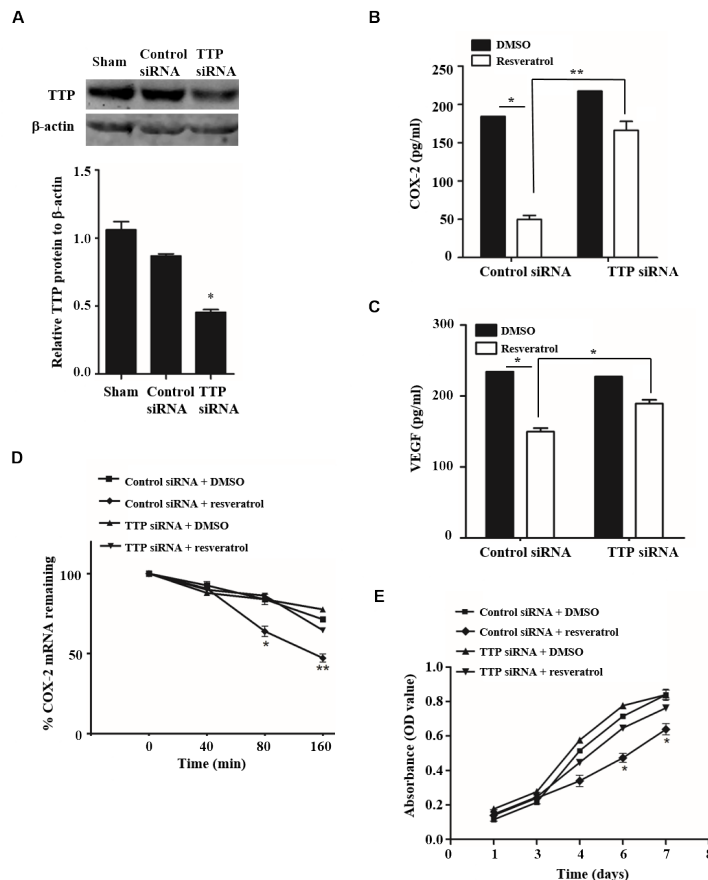 A
Sham
Control siRNA
TTP siRNA
TTP
β-actin
Relative TTP protein to β-actin
1.5
1.0
0.5
0.0
*
Sham
Control siRNA
TTP siRNA
B
DMSO
Resveratrol
COX-2 (pg/ml)
250
200
150
100
50
0
*
**
Control siRNA
TTP siRNA
C
DMSO
Resveratrol
VEGF (pg/ml)
300
200
100
0
*
*
Control siRNA
TTP siRNA
D
Control siRNA + DMSO
Control siRNA + resveratrol
TTP siRNA + DMSO
TTP siRNA + resveratrol
% COX-2 mRNA remaining
100
50
0
*
**
0 40 80 160
Time (min)
E
Control siRNA + DMSO
Control siRNA + resveratrol
TTP siRNA + DMSO
TTP siRNA + resveratrol
Absorbance (OD value)
1.0
0.8
0.6
0.4
0.2
0.0
*
*
0 1 3 4 6 7 8
Time (days)